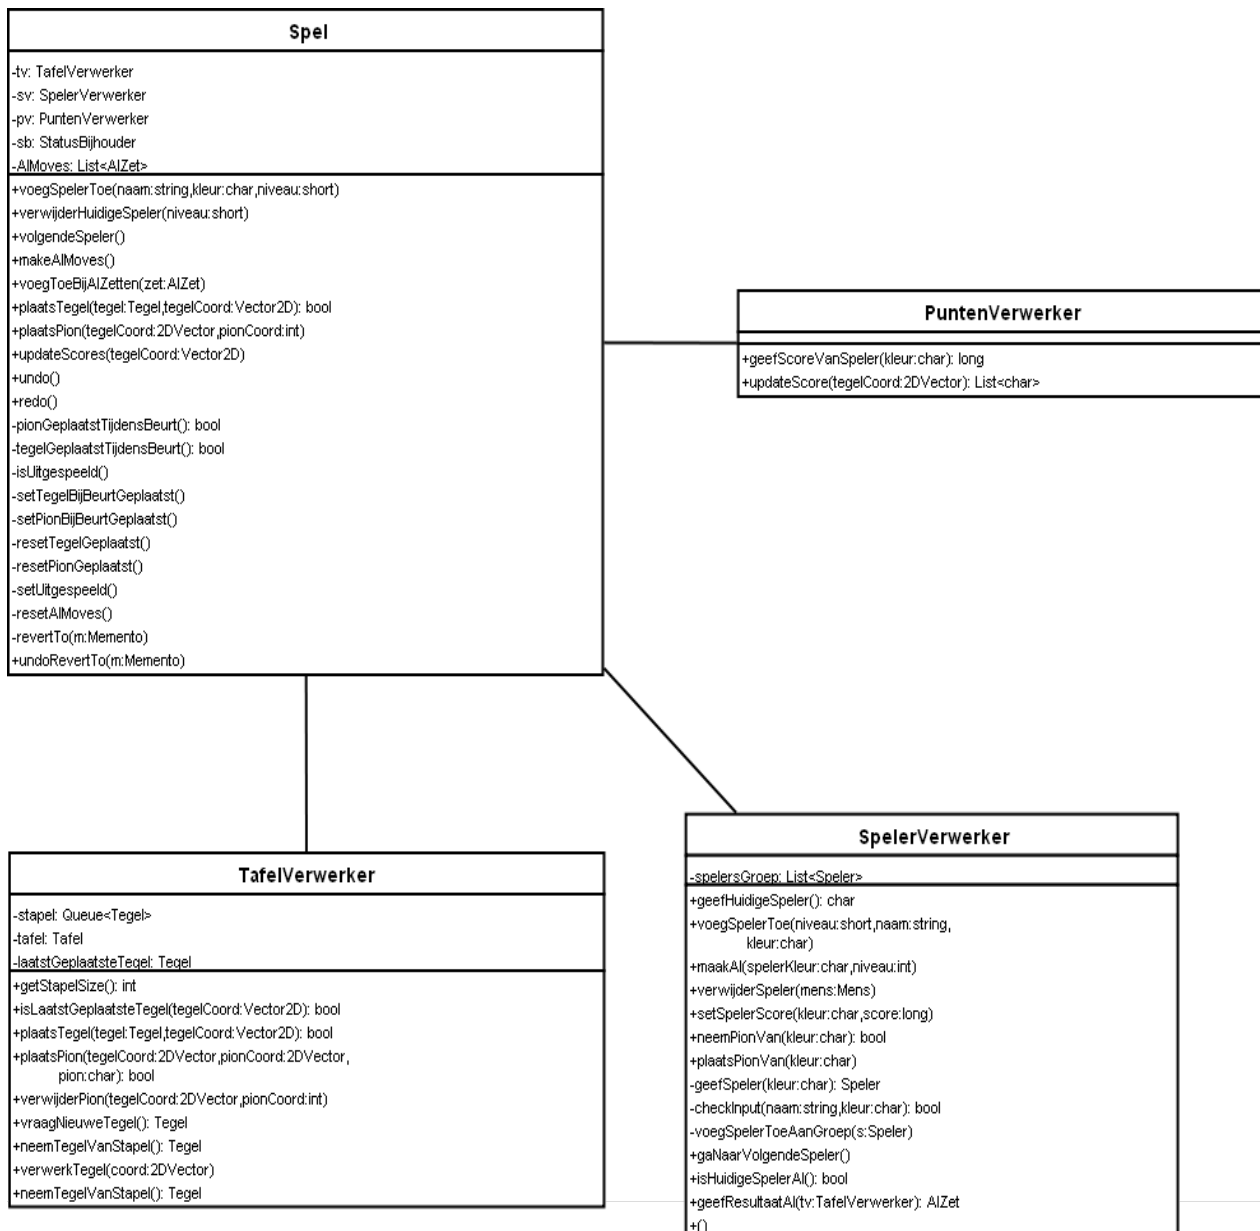 Spel
-tv: TafelVerwerker
-sv: SpelerVerwerker
-pv: PuntenVerwerker
-sb: StatusBijhouder
-AIMoves: List<AIZet>
+voegSpelerToe(naam:string,kleur:char,niveau:short)
+verwijderHuidigeSpeler(niveau:short)
+volgendeSpeler()
+makeAIMoves()
+voegToeBijAIZetten(zet:AIZet)
+plaatsTegel(tegel:Tegel,tegelCoord:Vector2D): bool
+plaatsPion(tegelCoord:2DVector,pionCoord:int)
+updateScores(tegelCoord:Vector2D)
+undo()
+redo()
-pionGeplaatstTijdensBeurt(): bool
-tegelGeplaatstTijdensBeurt(): bool
-isUitgespeeld()
-setTegelBijBeurtGeplaatst()
-setPionBijBeurtGeplaatst()
-resetTegelGeplaatst()
-resetPionGeplaatst()
-setUitgespeeld()
-resetAIMoves()
-revertTo(m:Memento)
+undoRevertTo(m:Memento)
PuntenVerwerker
+geefScoreVanSpeler(kleur:char): long
+updateScore(tegelCoord:2DVector): List<char>
TafelVerwerker
-stapel: Queue<Tegel>
-tafel: Tafel
-laatstGeplaatsteTegel: Tegel
+getStapelSize(): int
+isLaatstGeplaatsteTegel(tegelCoord:Vector2D): bool
+plaatsTegel(tegel:Tegel,tegelCoord:Vector2D): bool
+plaatsPion(tegelCoord:2DVector,pionCoord:2DVector,
pion:char): bool
+verwijderPion(tegelCoord:2DVector,pionCoord:int)
+vraagNieuweTegel(): Tegel
+neemTegelVanStapel(): Tegel
+verwerkTegel(coord:2DVector)
+neemTegelVanStapel(): Tegel
SpelerVerwerker
-spelersGroep: List<Speler>
+geefHuidigeSpeler(): char
+voegSpelerToe(niveau:short,naam:string,
kleur:char)
+maakAI(spelerKleur:char,niveau:int)
+verwijderSpeler(mens:Mens)
+setSpelerScore(kleur:char,score:long)
+neemPionVan(kleur:char): bool
+plaatsPionVan(kleur:char)
-geefSpeler(kleur:char): Speler
-checkInput(naam:string,kleur:char): bool
-voegSpelerToeAanGroep(s:Speler)
+gaNaarVolgendeSpeler()
+isHuidigeSpelerAI(): bool
+geefResultaatAI(tv:TafelVerwerker): AIZet
+()